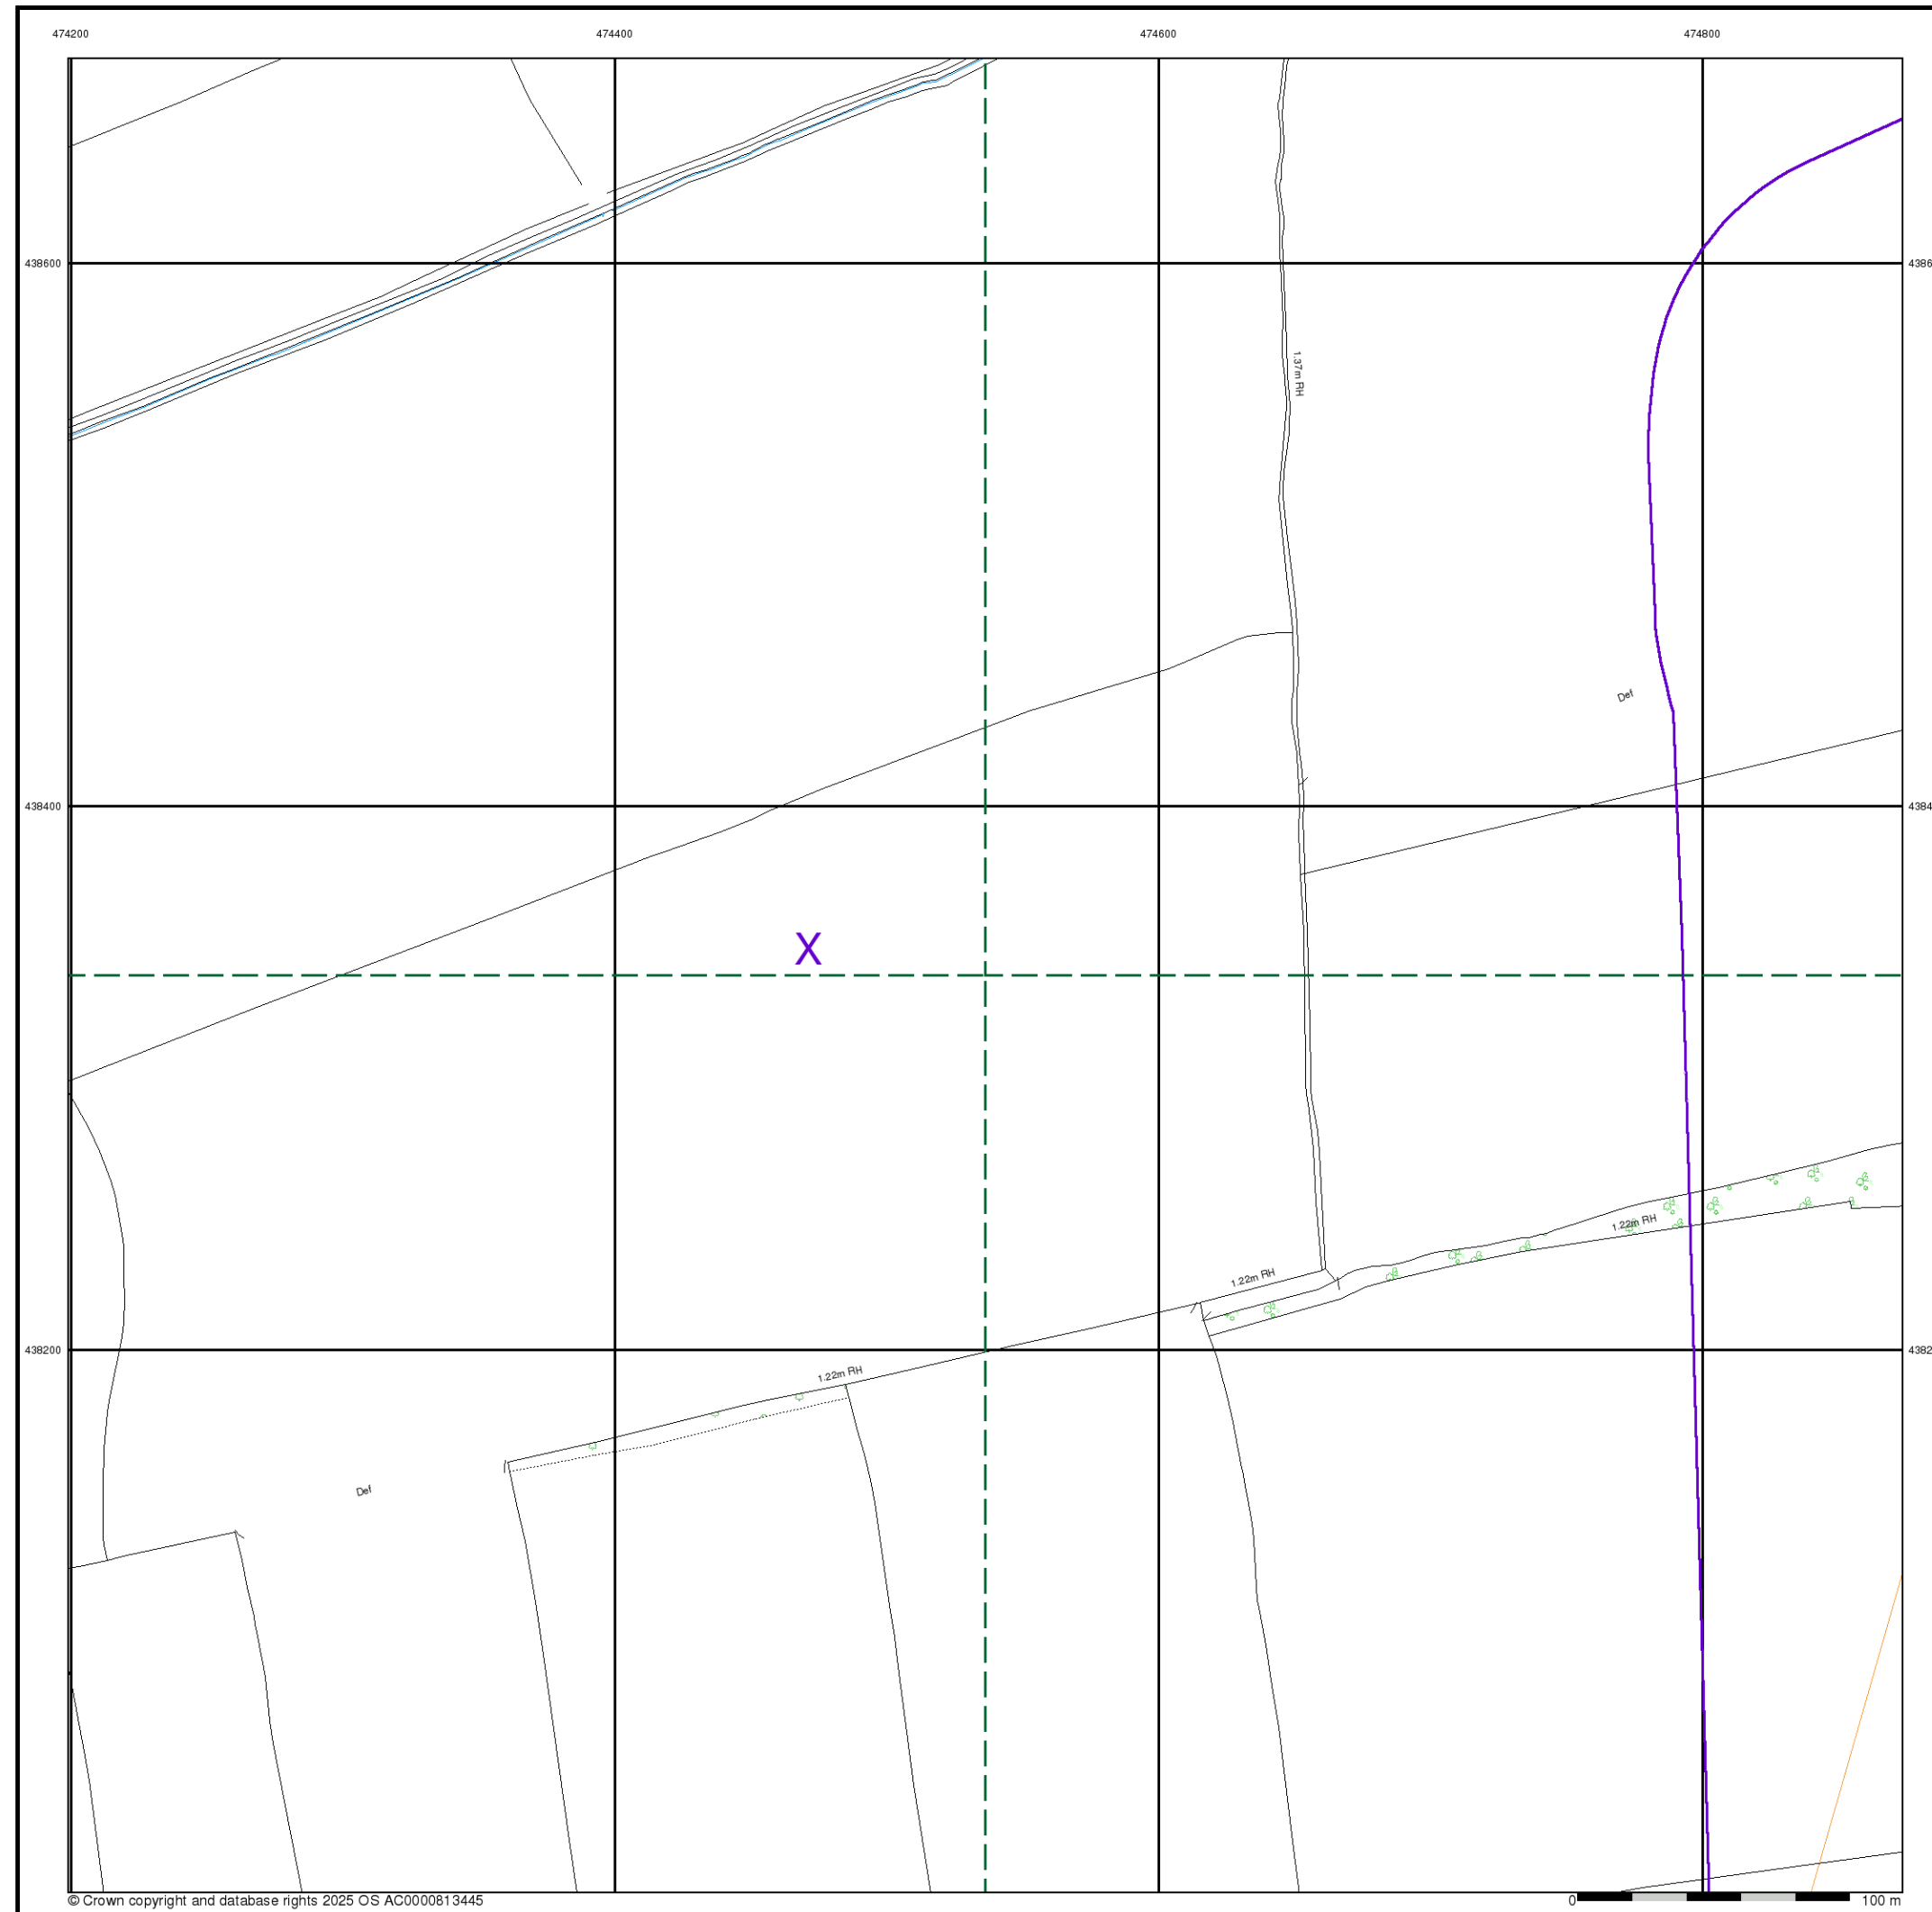 474200 474400 474600 474800
438600 4386
1.37m RH
Def
438400 4384
X
1.22m RH
1.22m RH
438200 4382
1.22m RH
Def
© Crown copyright and database rights 2025 OS AC0000813445 0 100 m